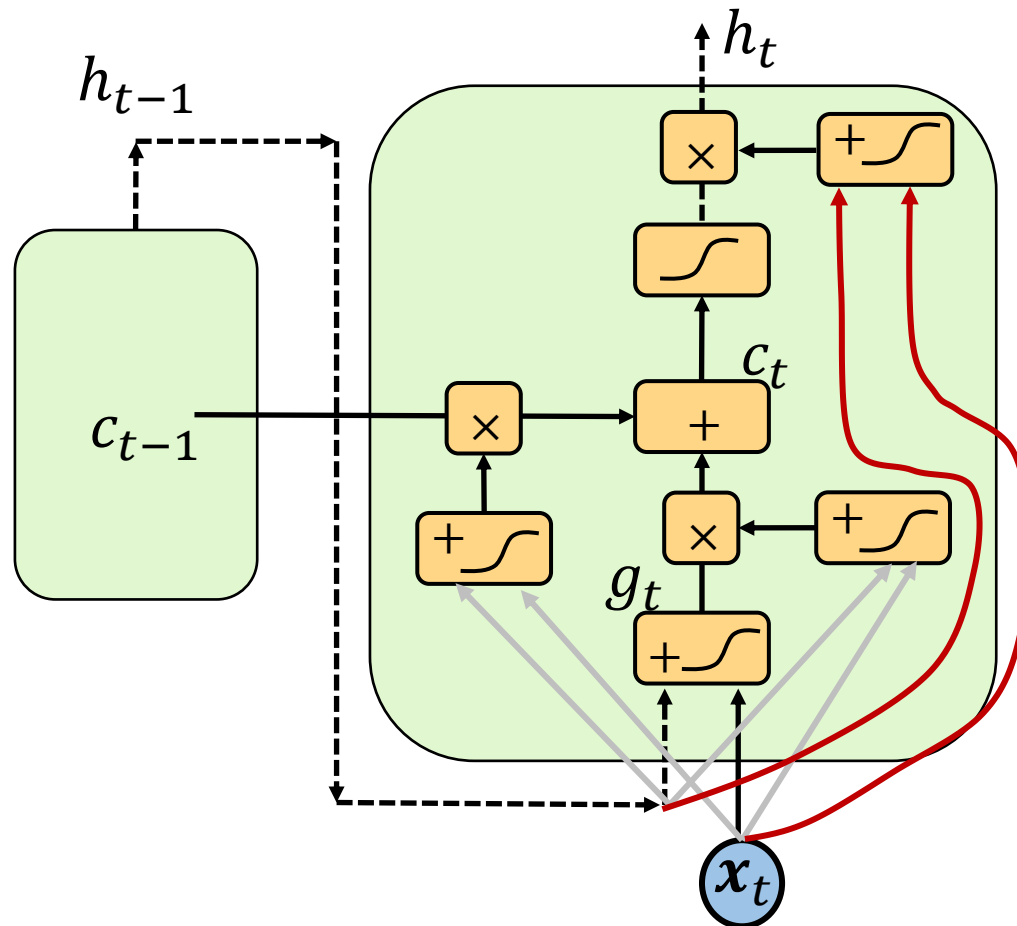 h_t
h_{t−1}
×
+
c_t
c_{t−1}
×
+
+
×
+
g_t
+
x_t